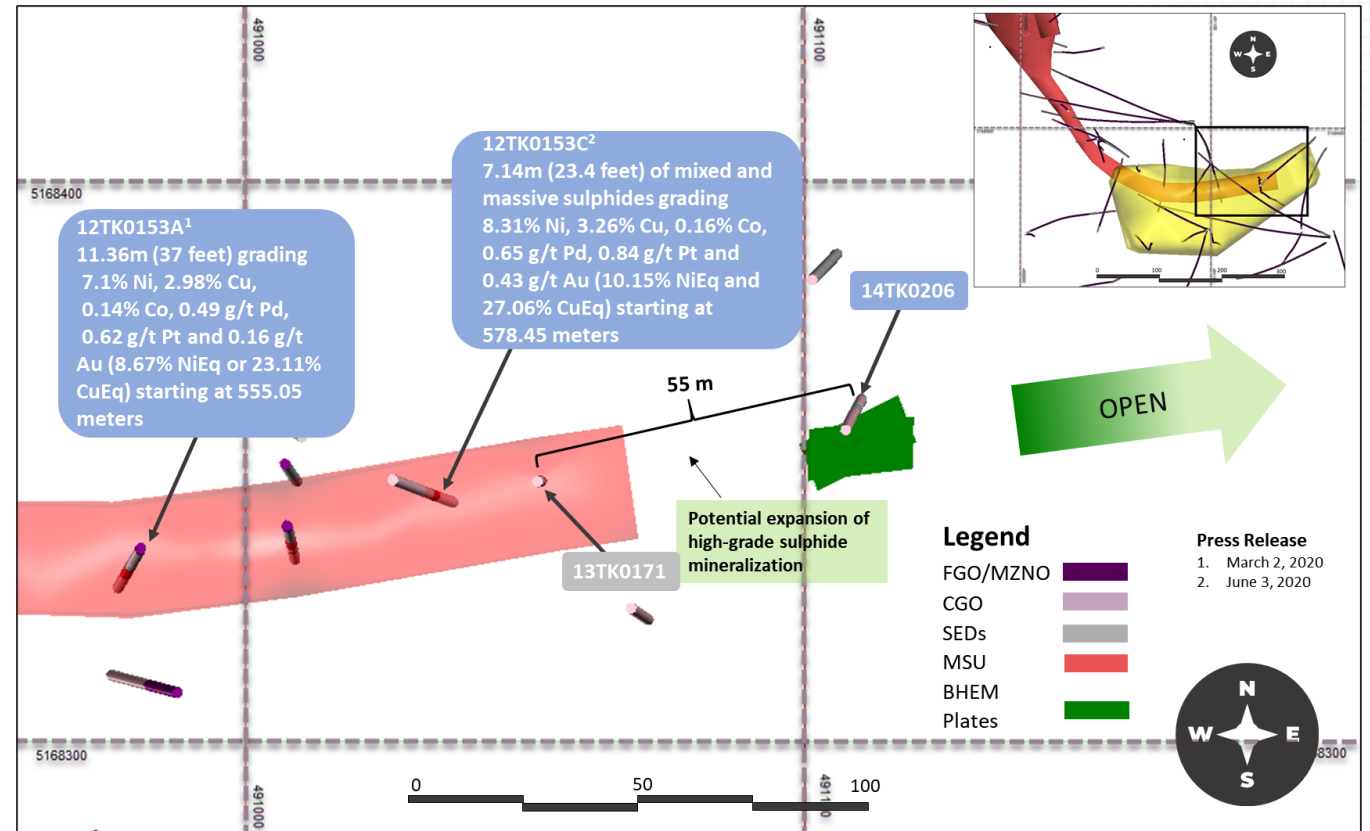 491000
491100
5168400
12TK0153A1
11.36m (37 feet) grading
7.1% Ni, 2.98% Cu,
0.14% Co, 0.49 g/t Pd,
0.62 g/t Pt and 0.16 g/t
Au (8.67% NiEq or 23.11%
CuEq) starting at 555.05
meters
12TK0153C2
7.14m (23.4 feet) of mixed and
massive sulphides grading
8.31% Ni, 3.26% Cu, 0.16% Co,
0.65 g/t Pd, 0.84 g/t Pt and
0.43 g/t Au (10.15% NiEq and
27.06% CuEq) starting at
578.45 meters
14TK0206
N
W E
S
5168400
5168400
0 100 200 300
55 m
OPEN
Potential expansion of
high-grade sulphide
mineralization
13TK0171
Legend
FGO/MZNO
CGO
SEDs
MSU
BHEM
Plates
Press Release
1. March 2, 2020
2. June 3, 2020
N
W E
S
5168300
8300
491000
0 50 100